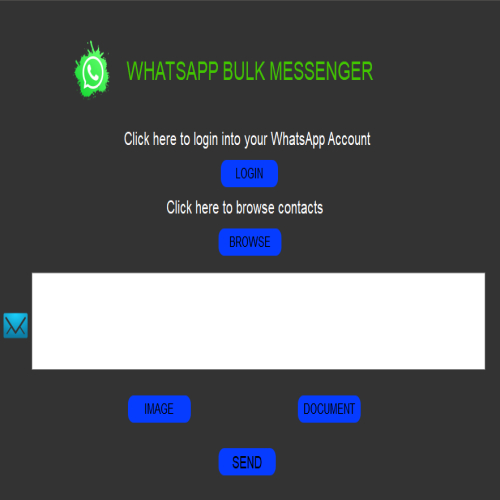 WHATSAPP BULK MESSENGER
Click here to login into your WhatsApp Account
LOGIN
Click here to browse contacts
BROWSE
IMAGE DOCUMENT
SEND